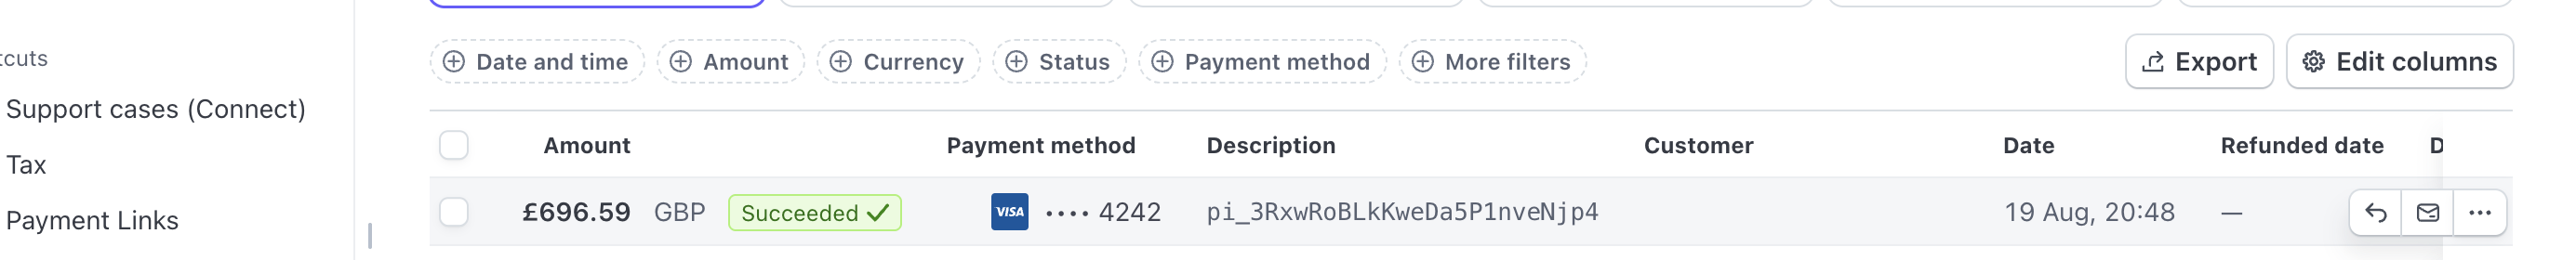 tcuts
Support cases (Connect)
Tax
Payment Links
Date and time Amount Currency Status Payment method More filters Export Edit columns
Amount Payment method Description Customer Date Refunded date D
£696.59 GBP Succeeded VISA •••• 4242 pi_3RxwRoBLkKweDa5P1nveNjp4 19 Aug, 20:48 —